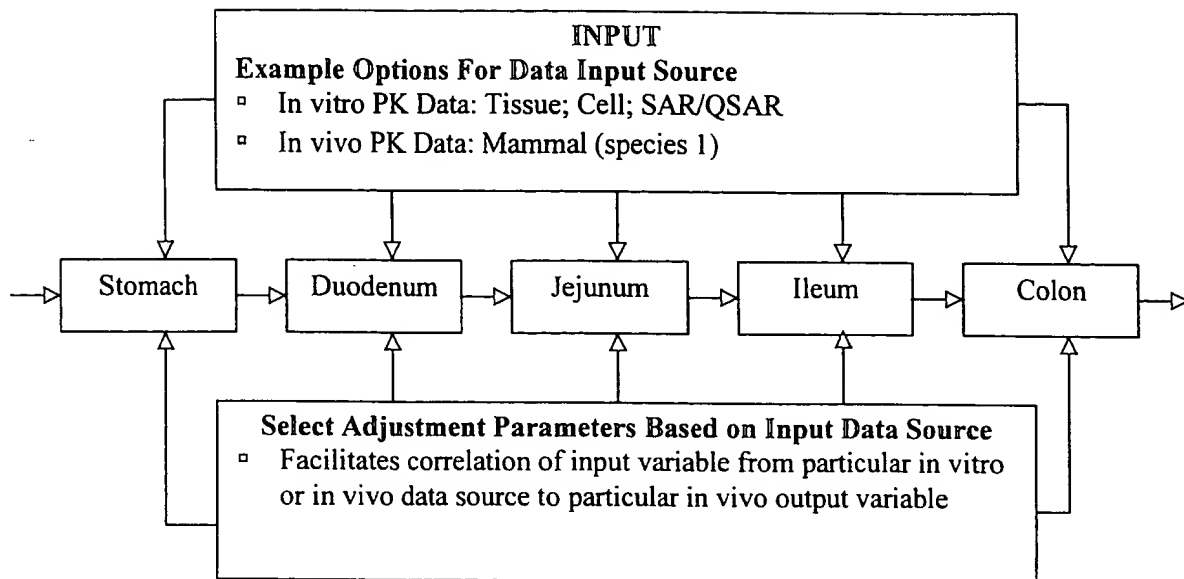 INPUT
Example Options For Data Input Source
▫ In vitro PK Data: Tissue; Cell; SAR/QSAR
▫ In vivo PK Data: Mammal (species 1)
Stomach
Duodenum
Jejunum
Ileum
Colon
Select Adjustment Parameters Based on Input Data Source
▫ Facilitates correlation of input variable from particular in vitro
or in vivo data source to particular in vivo output variable